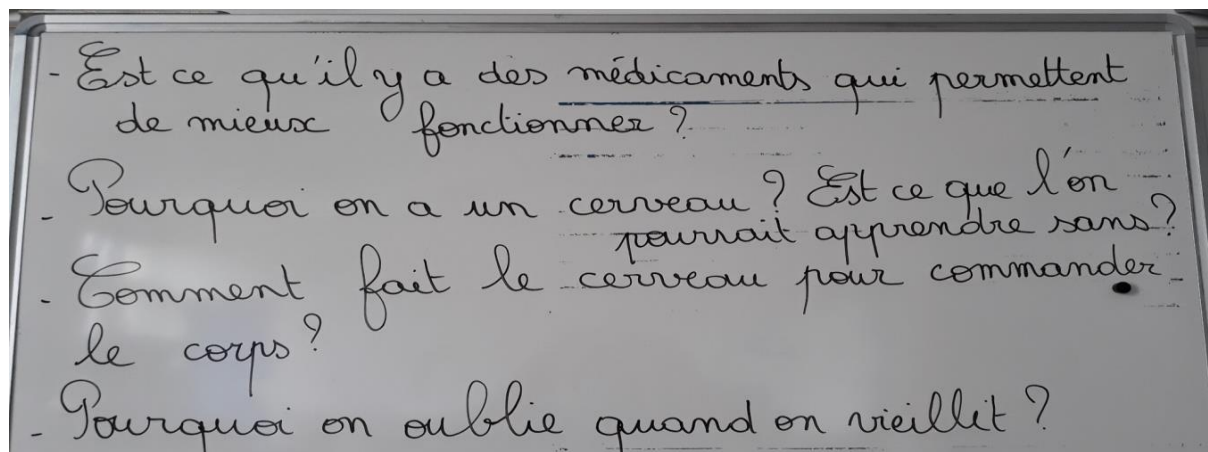 - Est ce qu'il y a des médicaments qui permettent
de mieux fonctionner ?
- Pourquoi on a un cerveau ? Est ce que l'on
pourrait apprendre sans ?
- Comment fait le cerveau pour commander
le corps ?
- Pourquoi on oublie quand on vieillit ?